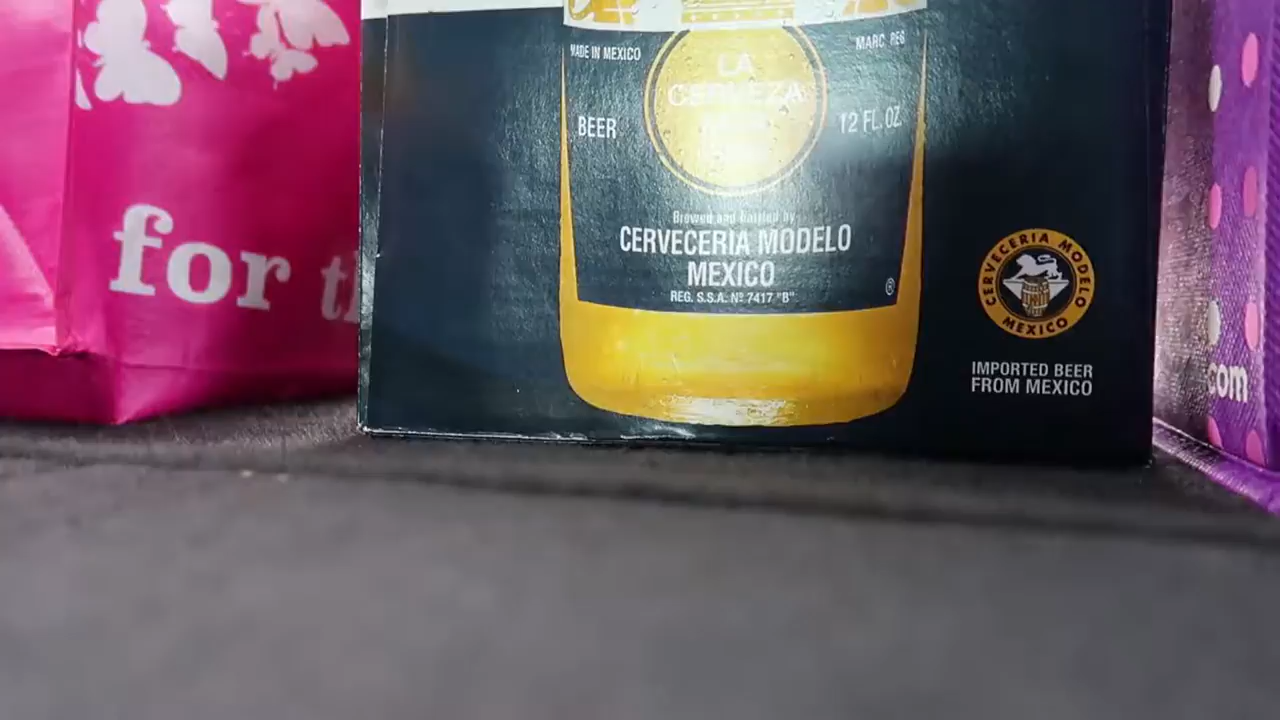 for
MADE IN MEXICO
MARC. REG
LA
CERVEZA
BEER
12 FL. OZ.
Brewed and bottled by
CERVECERIA MODELO
MEXICO
REG. S.S.A. Nº 7417 "B"
®
CERVECERIA MODELO
MEXICO
IMPORTED BEER
FROM MEXICO
com